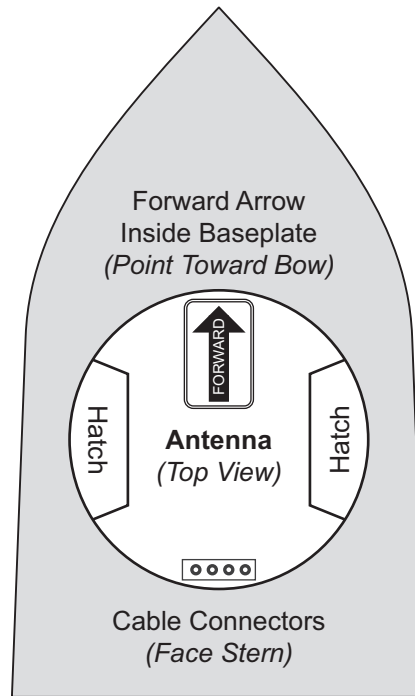 Forward Arrow
Inside Baseplate
(Point Toward Bow)
FORWARD
Hatch
Antenna
(Top View)
Hatch
Cable Connectors
(Face Stern)